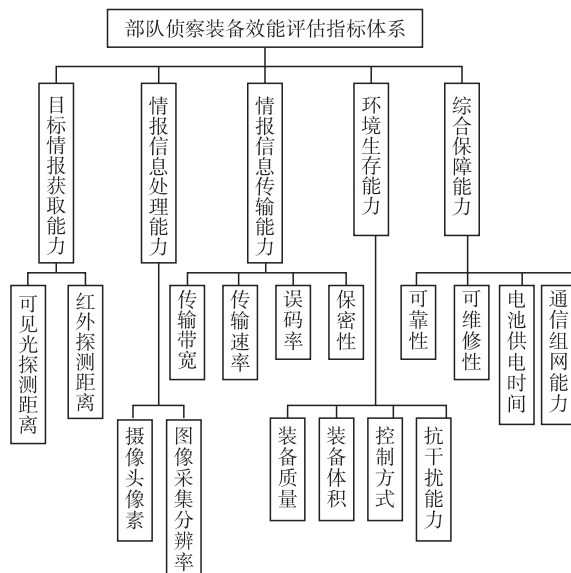 部队侦察装备效能评估指标体系
目标情报获取能力
情报信息处理能力
情报信息传输能力
环境生存能力
综合保障能力
可见光探测距离
红外探测距离
传输带宽
传输速率
误码率
保密性
可靠性
可维修性
电池供电时间
通信组网能力
摄像头像素
图像采集分辨率
装备质量
装备体积
控制方式
抗干扰能力